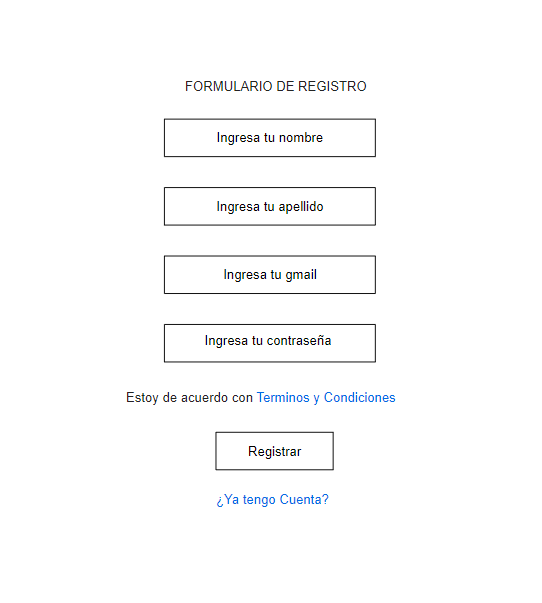 FORMULARIO DE REGISTRO
Ingresa tu nombre
Ingresa tu apellido
Ingresa tu gmail
Ingresa tu contraseña
Estoy de acuerdo con Terminos y Condiciones
Registrar
¿Ya tengo Cuenta?